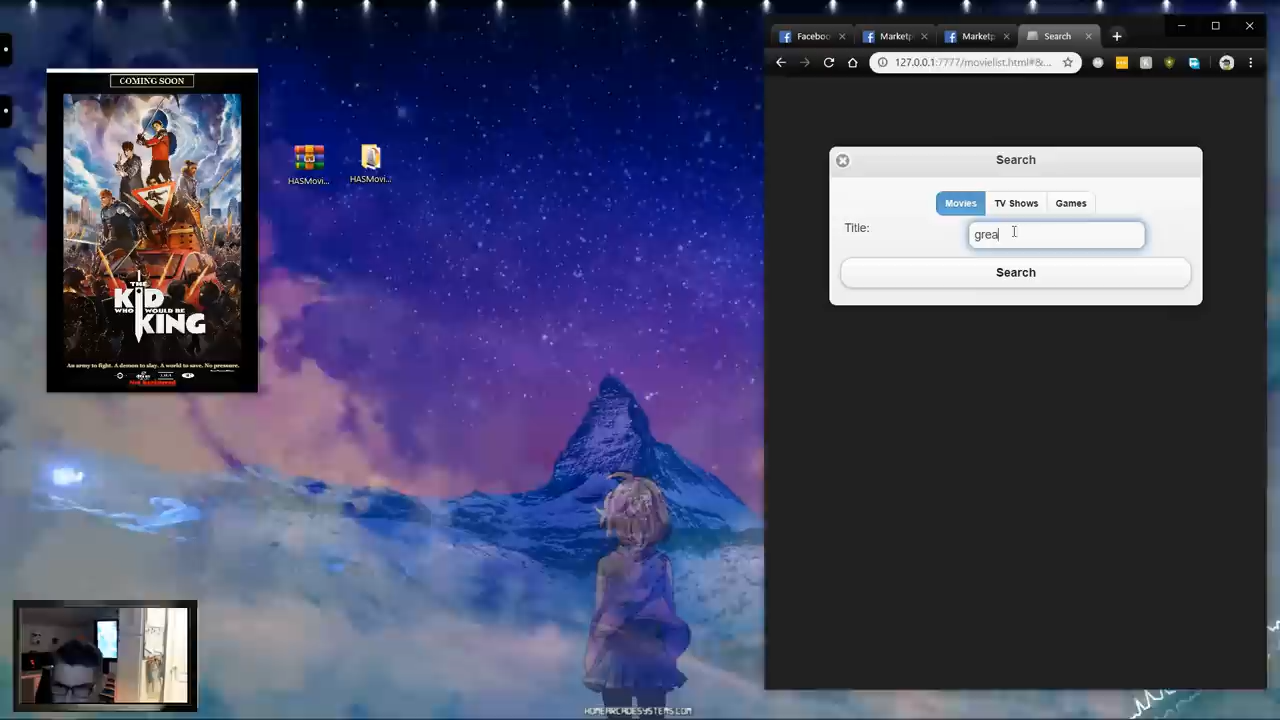 COMING SOON
THE
KID
WHO WOULD BE
KING
An army to fight. A demon to slay. A world to save. No pressure.
HASMovi...
HASMovi...
Facebo
Marketp
Marketp
Search
127.0.0.1:7777/movielist.html#&...
Search
Movies
TV Shows
Games
Title:
grea
Search
HOMEARCADESYSTEMS.COM